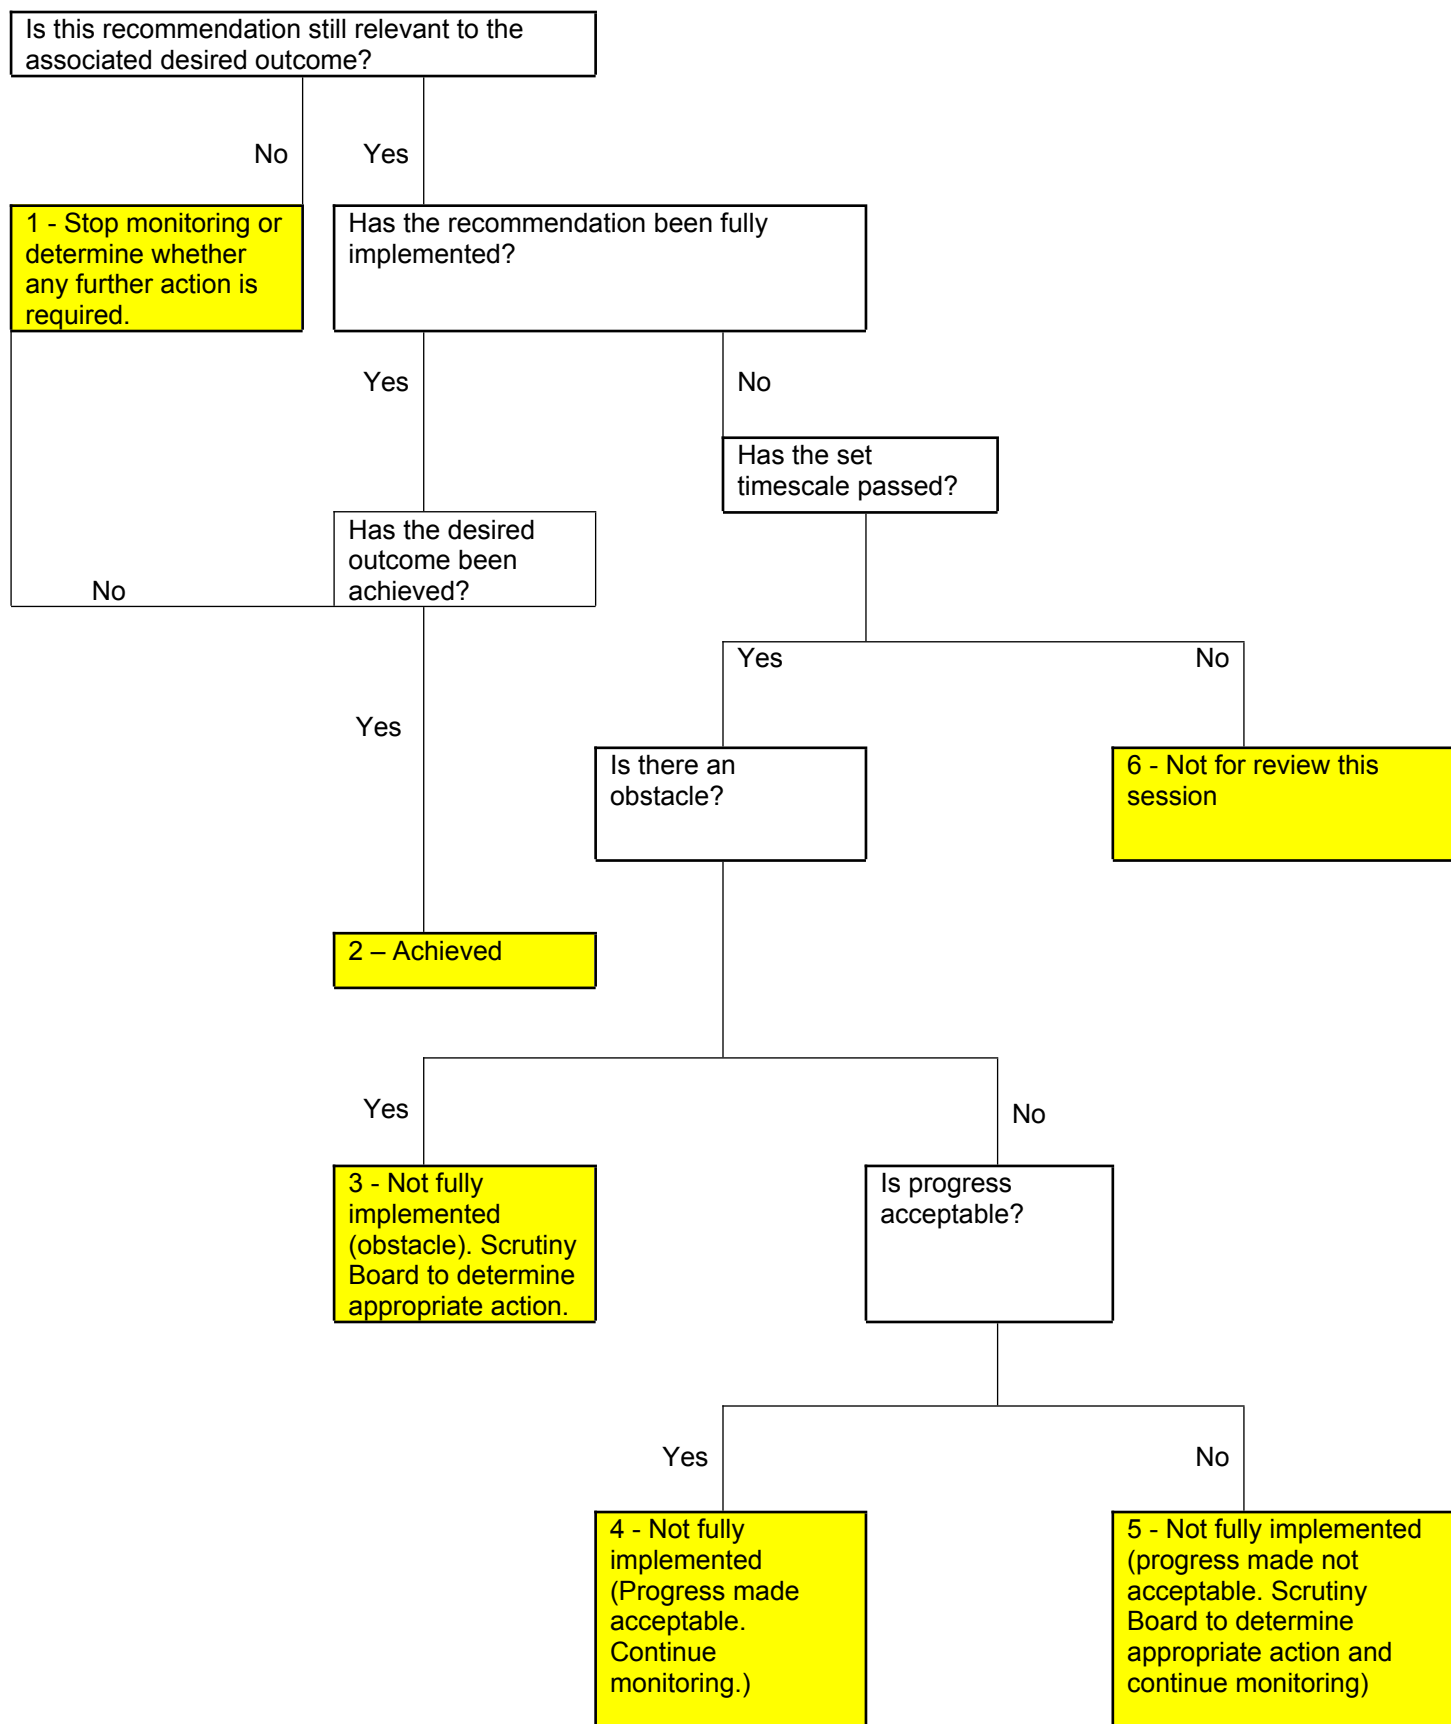 Is this recommendation still relevant to the
associated desired outcome?
No
Yes
1 - Stop monitoring or
determine whether
any further action is
required.
Has the recommendation been fully
implemented?
Yes
No
Has the set
timescale passed?
Has the desired
outcome been
achieved?
No
Yes
No
Yes
Is there an
obstacle?
6 - Not for review this
session
2 – Achieved
Yes
No
3 - Not fully
implemented
(obstacle). Scrutiny
Board to determine
appropriate action.
Is progress
acceptable?
Yes
No
4 - Not fully
implemented
(Progress made
acceptable.
Continue
monitoring.)
5 - Not fully implemented
(progress made not
acceptable. Scrutiny
Board to determine
appropriate action and
continue monitoring)